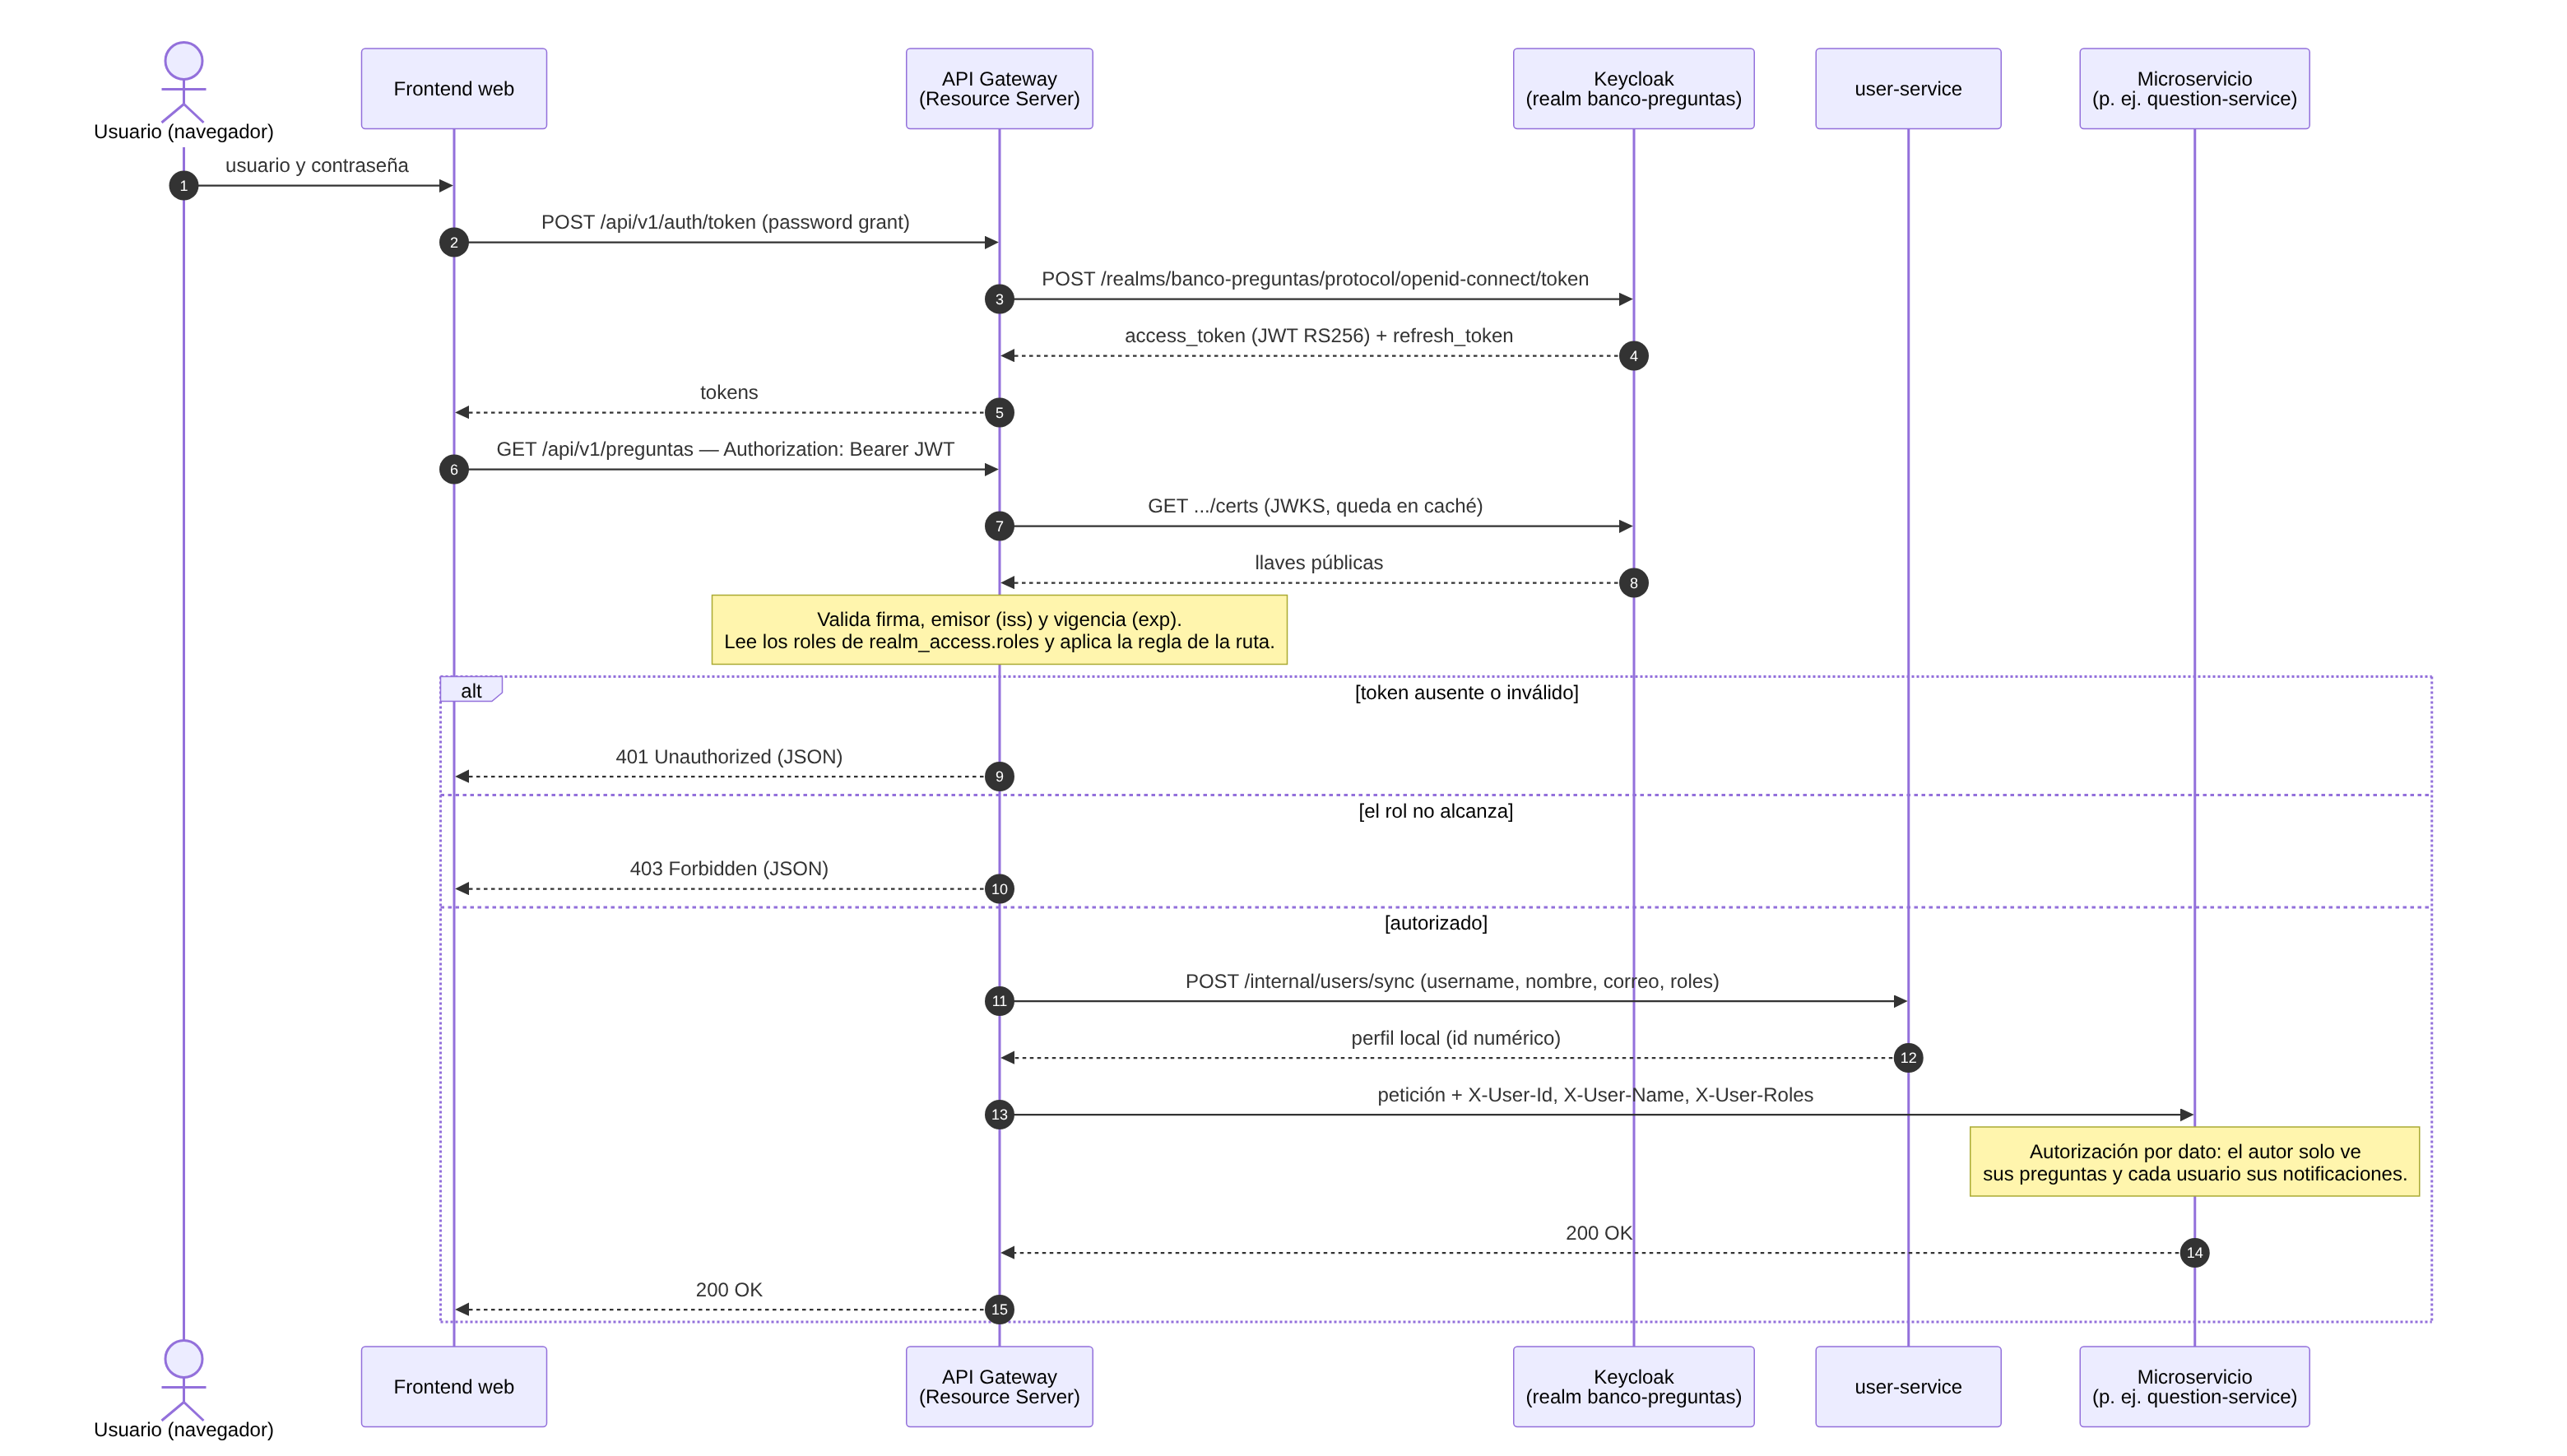 Usuario (navegador)
Frontend web
API Gateway
(Resource Server)
Keycloak
(realm banco-preguntas)
user-service
Microservicio
(p. ej. question-service)
1
usuario y contraseña
2
POST /api/v1/auth/token (password grant)
3
POST /realms/banco-preguntas/protocol/openid-connect/token
access_token (JWT RS256) + refresh_token
4
tokens
5
6
GET /api/v1/preguntas — Authorization: Bearer JWT
7
GET .../certs (JWKS, queda en caché)
llaves públicas
8
Valida firma, emisor (iss) y vigencia (exp).
Lee los roles de realm_access.roles y aplica la regla de la ruta.
alt
[token ausente o inválido]
401 Unauthorized (JSON)
9
[el rol no alcanza]
403 Forbidden (JSON)
10
[autorizado]
11
POST /internal/users/sync (username, nombre, correo, roles)
perfil local (id numérico)
12
13
petición + X-User-Id, X-User-Name, X-User-Roles
Autorización por dato: el autor solo ve
sus preguntas y cada usuario sus notificaciones.
200 OK
14
200 OK
15
Usuario (navegador)
Frontend web
API Gateway
(Resource Server)
Keycloak
(realm banco-preguntas)
user-service
Microservicio
(p. ej. question-service)